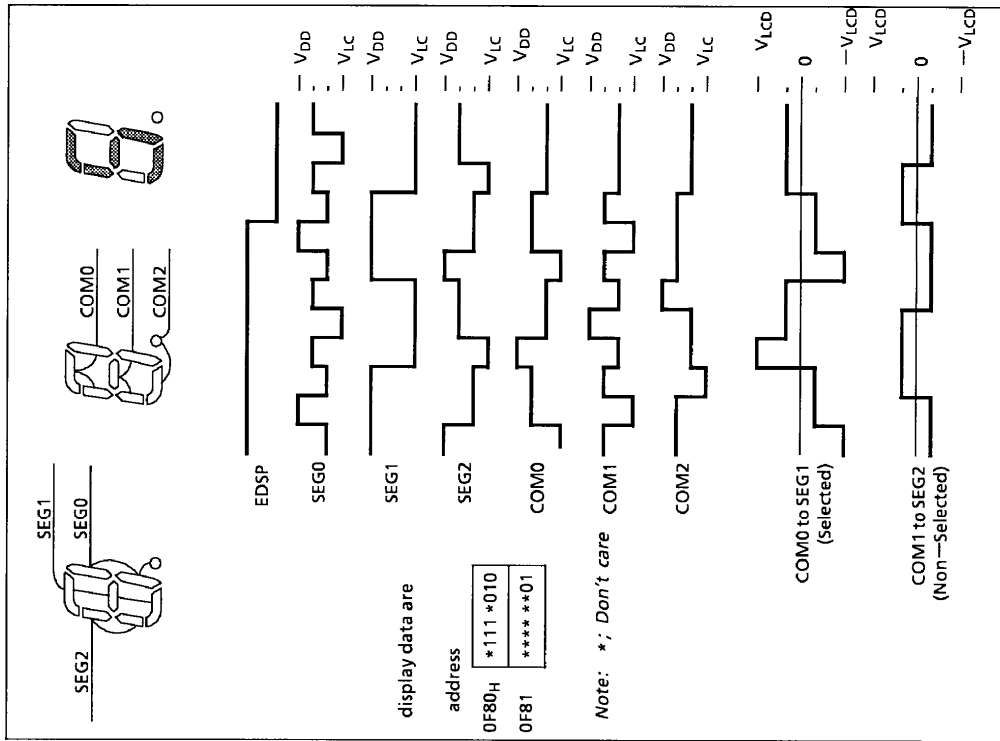 SEG1
SEG2
SEG0
COM0
COM1
COM2
display data are
address
0F80H *111 *010
0F81 **** **01
Note: *; Don't care
EDSP
SEG0
VDD
VLC
SEG1
VDD
VLC
SEG2
VDD
VLC
COM0
VDD
VLC
COM1
VDD
VLC
COM2
VDD
VLC
COM0 to SEG1
(Selected)
VLCD
0
—VLCD
COM1 to SEG2
(Non—Selected)
VLCD
0
—VLCD